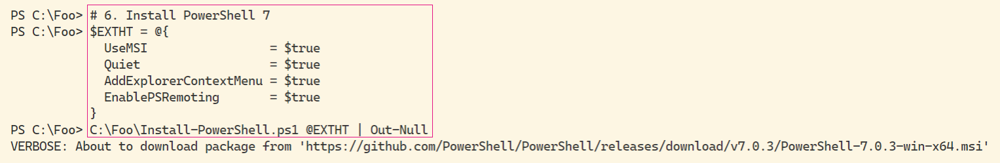 PS C:\Foo> # 6. Install PowerShell 7
PS C:\Foo> $EXTHT = @{
  UseMSI                 = $true
  Quiet                  = $true
  AddExplorerContextMenu = $true
  EnablePSRemoting       = $true
}
PS C:\Foo> C:\Foo\Install-PowerShell.ps1 @EXTHT | Out-Null
VERBOSE: About to download package from 'https://github.com/PowerShell/PowerShell/releases/download/v7.0.3/PowerShell-7.0.3-win-x64.msi'